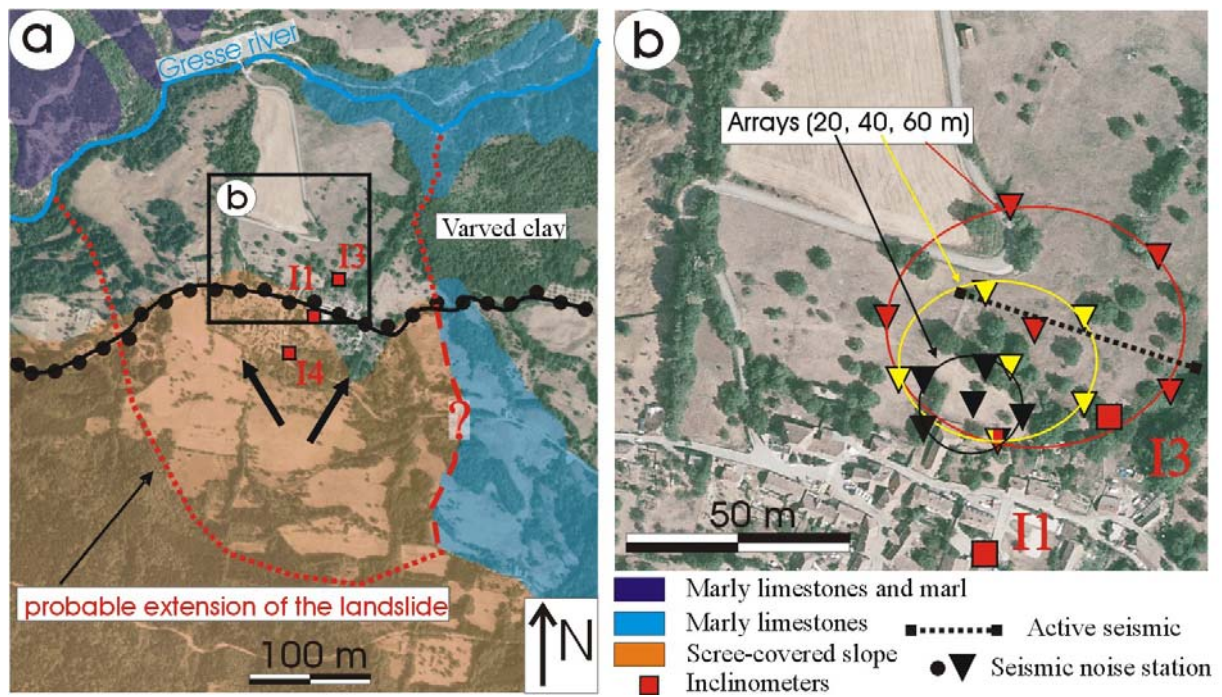 a
Gresse river
b
Varved clay
I3
I1
I4
?
probable extension of the landslide
100 m
N
b
Arrays (20, 40, 60 m)
I3
50 m
I1
Marly limestones and marl
Marly limestones
Scree-covered slope
Inclinometers
Active seismic
Seismic noise station